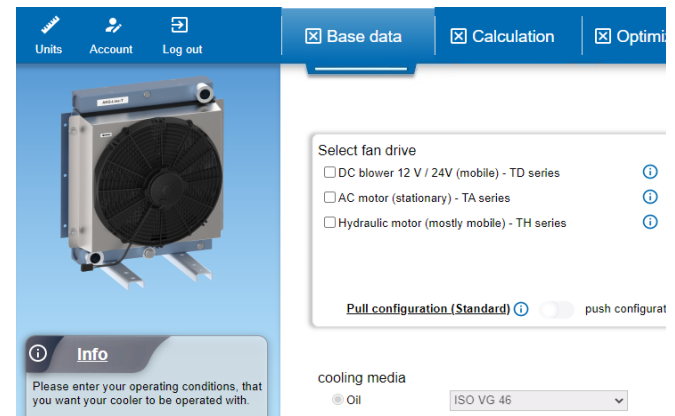 Units
Account
Log out
Base data
Calculation
Optimiz
Select fan drive
DC blower 12 V / 24V (mobile) - TD series
AC motor (stationary) - TA series
Hydraulic motor (mostly mobile) - TH series
Pull configuration (Standard)
push configurat
Info
Please enter your operating conditions, that
you want your cooler to be operated with.
cooling media
Oil
ISO VG 46